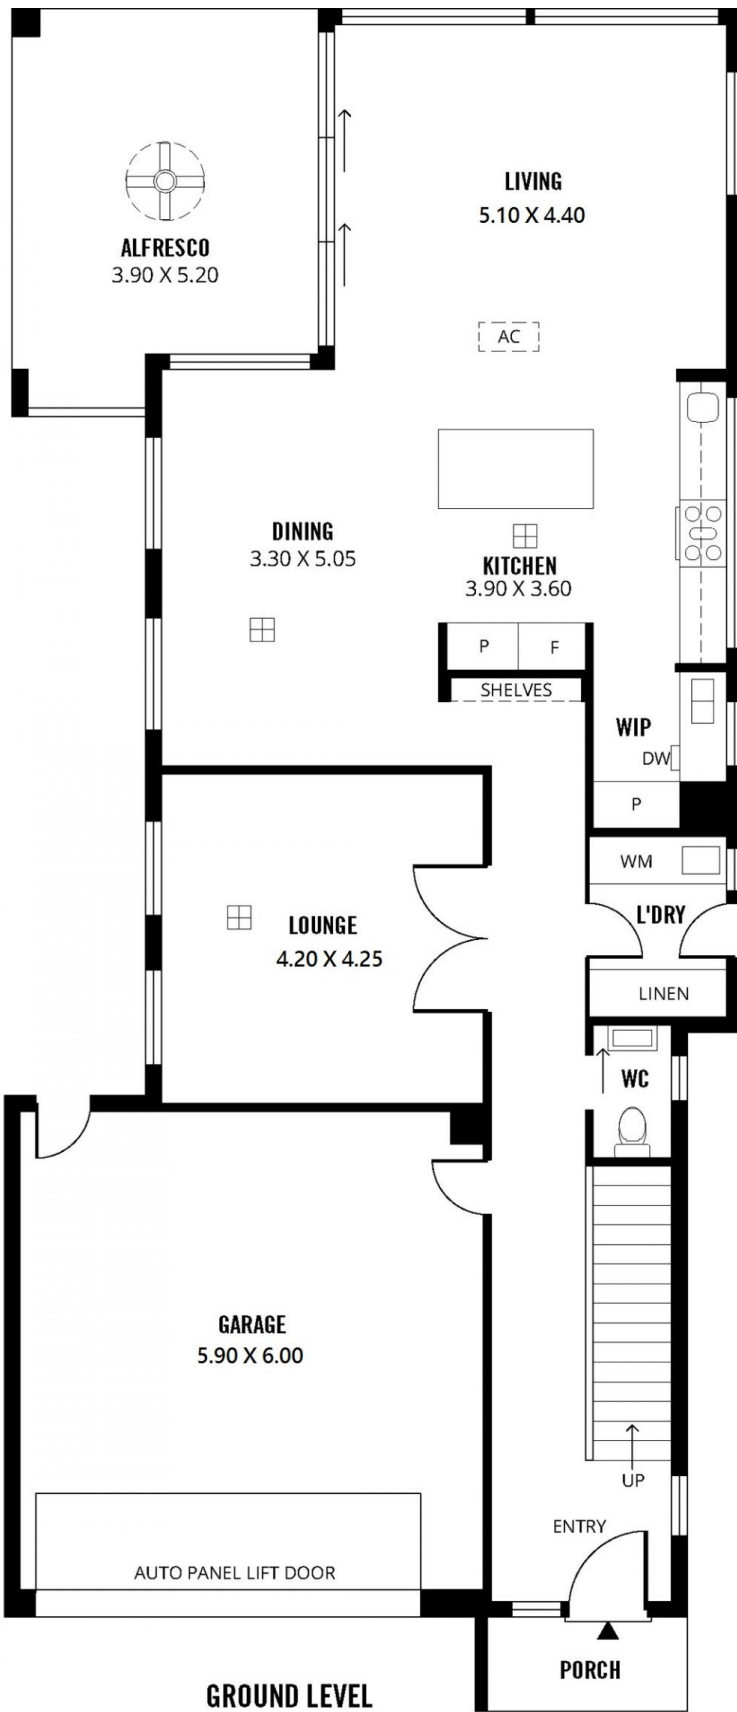 LIVING
5.10 X 4.40
ALFRESCO
3.90 X 5.20
AC
DINING
3.30 X 5.05
KITCHEN
3.90 X 3.60
P
F
SHELVES
WIP
DW
P
WM
L'DRY
LINEN
LOUNGE
4.20 X 4.25
WC
GARAGE
5.90 X 6.00
UP
ENTRY
AUTO PANEL LIFT DOOR
PORCH
GROUND LEVEL